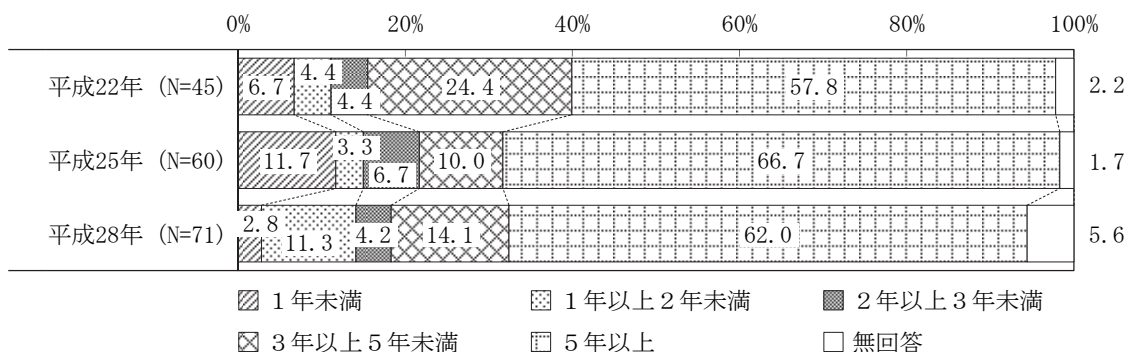 0% 20% 40% 60% 80% 100%
平成22年 (N=45) 6.7 4.4 4.4 24.4 57.8 2.2
平成25年 (N=60) 11.7 3.3 6.7 10.0 66.7 1.7
平成28年 (N=71) 2.8 11.3 4.2 14.1 62.0 5.6
１年未満 １年以上２年未満 ２年以上３年未満
３年以上５年未満 ５年以上 無回答